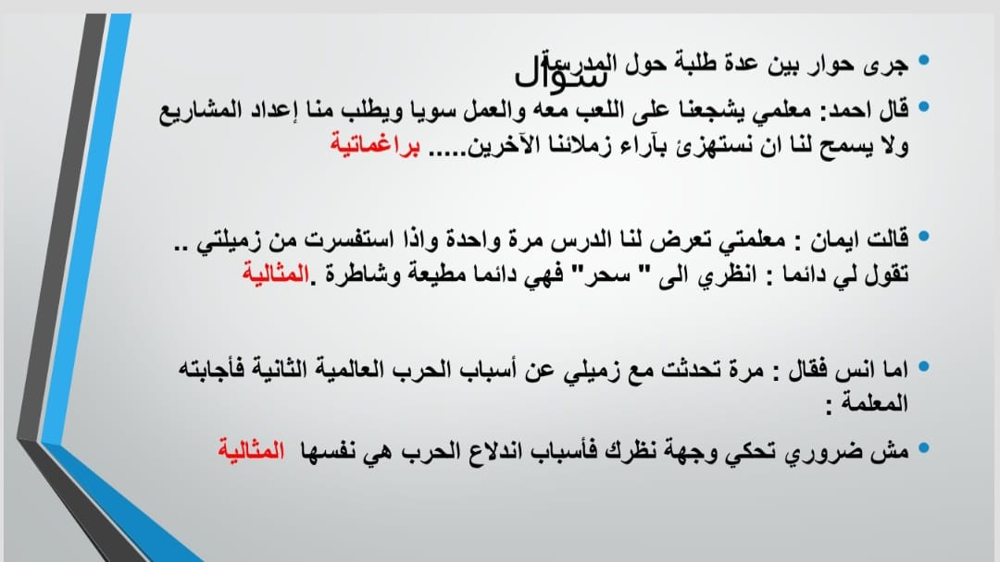 سؤال
جرى حوار بين عدة طلبة حول المدرسة
قال احمد: معلمي يشجعنا على اللعب معه والعمل سويا ويطلب منا إعداد المشاريع
ولا يسمح لنا ان نستهزئ بآراء زملائنا الآخرين..... براغماتية
قالت ايمان : معلمتي تعرض لنا الدرس مرة واحدة واذا استفسرت من زميلتي ..
تقول لي دائما : انظري الى " سحر" فهي دائما مطيعة وشاطرة .المثالية
اما انس فقال : مرة تحدثت مع زميلي عن أسباب الحرب العالمية الثانية فأجابته
المعلمة :
مش ضروري تحكي وجهة نظرك فأسباب اندلاع الحرب هي نفسها المثالية